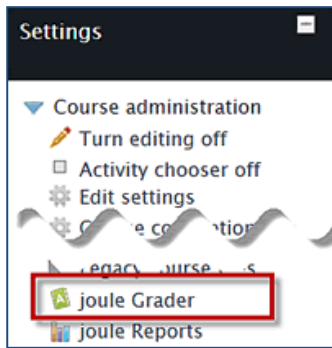 Settings
Course administration
Turn editing off
Activity chooser off
Edit settings
joule Grader
joule Reports